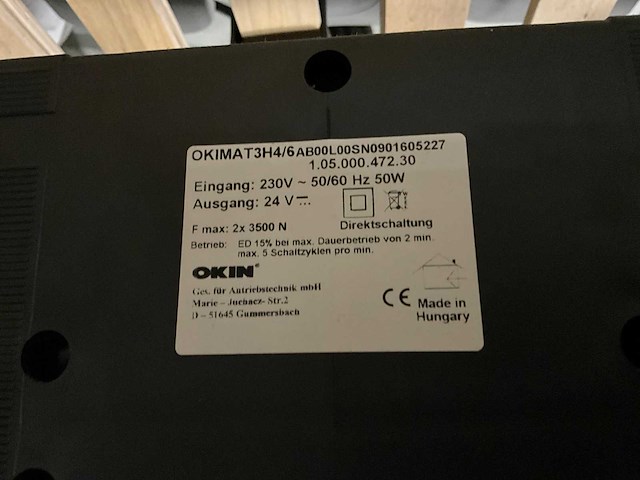 OKIMAT3H4/6AB00L00SN0901605227
1.05.000.472.30
Eingang: 230V ~ 50/60 Hz 50W
Ausgang: 24 V
F max: 2x 3500 N
Direktschaltung
Betrieb: ED 15% bei max. Dauerbetrieb von 2 min.
max. 5 Schaltzyklen pro min.
OKIN®
Ges. für Antriebstechnik mbH
Marie - Juchacz- Str.2
D - 51645 Gummersbach
CE Made in
Hungary